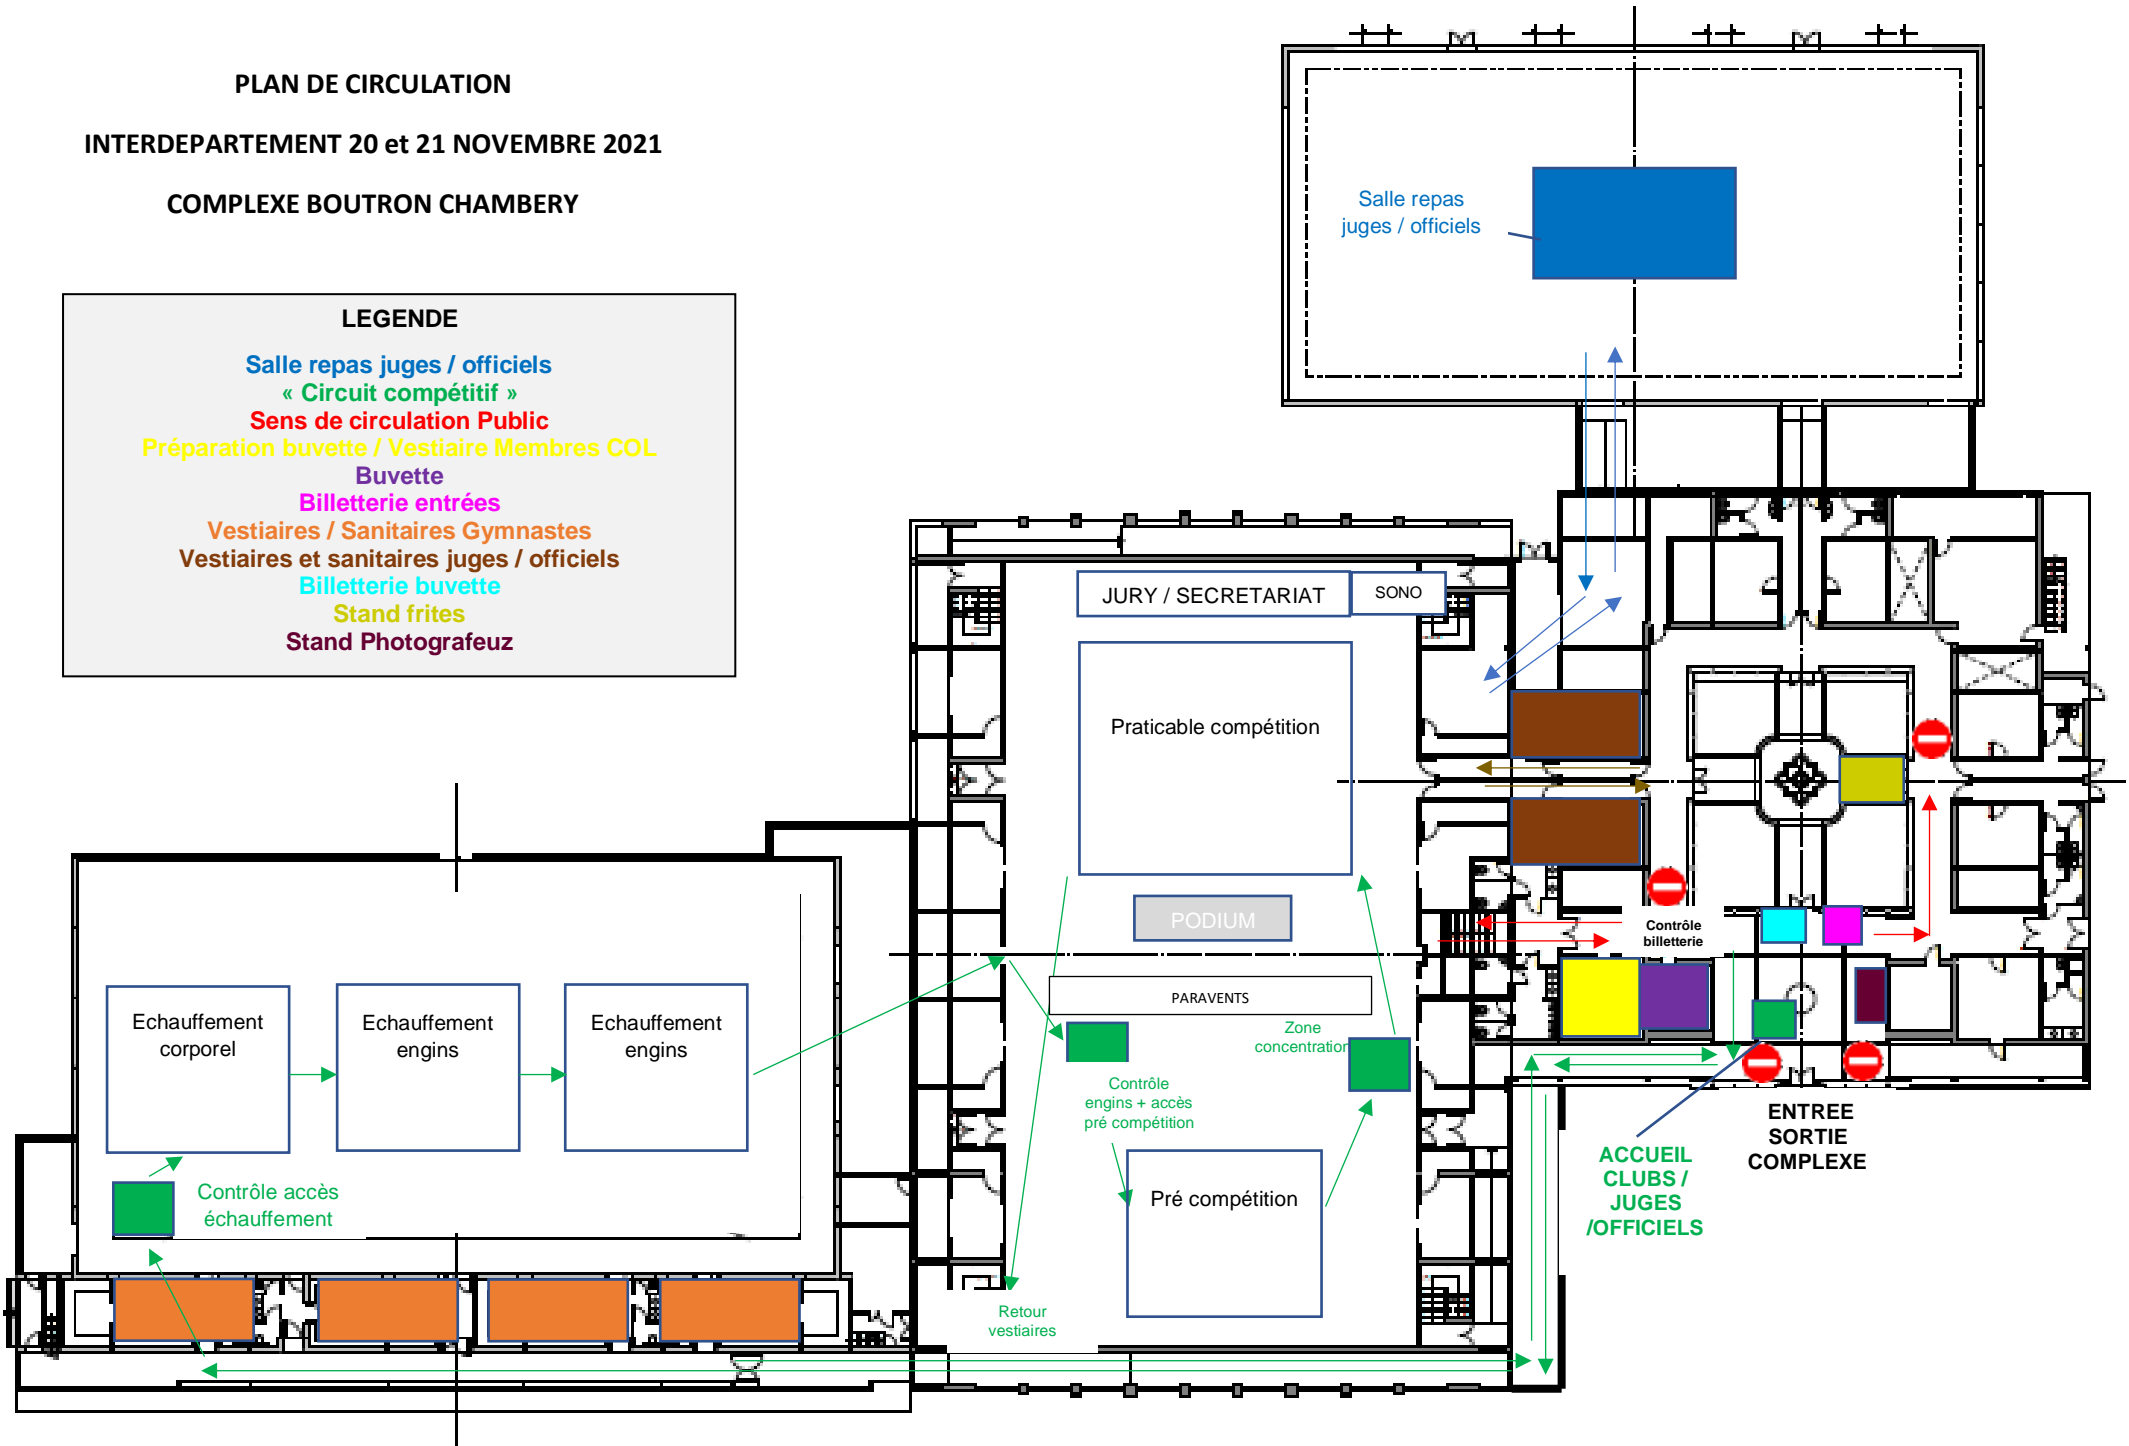 PLAN DE CIRCULATION
INTERDEPARTEMENT 20 et 21 NOVEMBRE 2021
COMPLEXE BOUTRON CHAMBERY
LEGENDE
Salle repas juges / officiels
« Circuit compétitif »
Sens de circulation Public
Préparation buvette / Vestiaire Membres COL
Buvette
Billetterie entrées
Vestiaires / Sanitaires Gymnastes
Vestiaires et sanitaires juges / officiels
Billetterie buvette
Stand frites
Stand Photografeuz
Salle repas
juges / officiels
JURY / SECRETARIAT
SONO
Praticable compétition
PODIUM
PARAVENTS
Contrôle
billetterie
Echauffement
corporel
Echauffement
engins
Echauffement
engins
Zone
concentration
Contrôle
engins + accès
pré compétition
Pré compétition
Contrôle accès
échauffement
Retour
vestiaires
ENTREE
SORTIE
COMPLEXE
ACCUEIL
CLUBS /
JUGES
/OFFICIELS